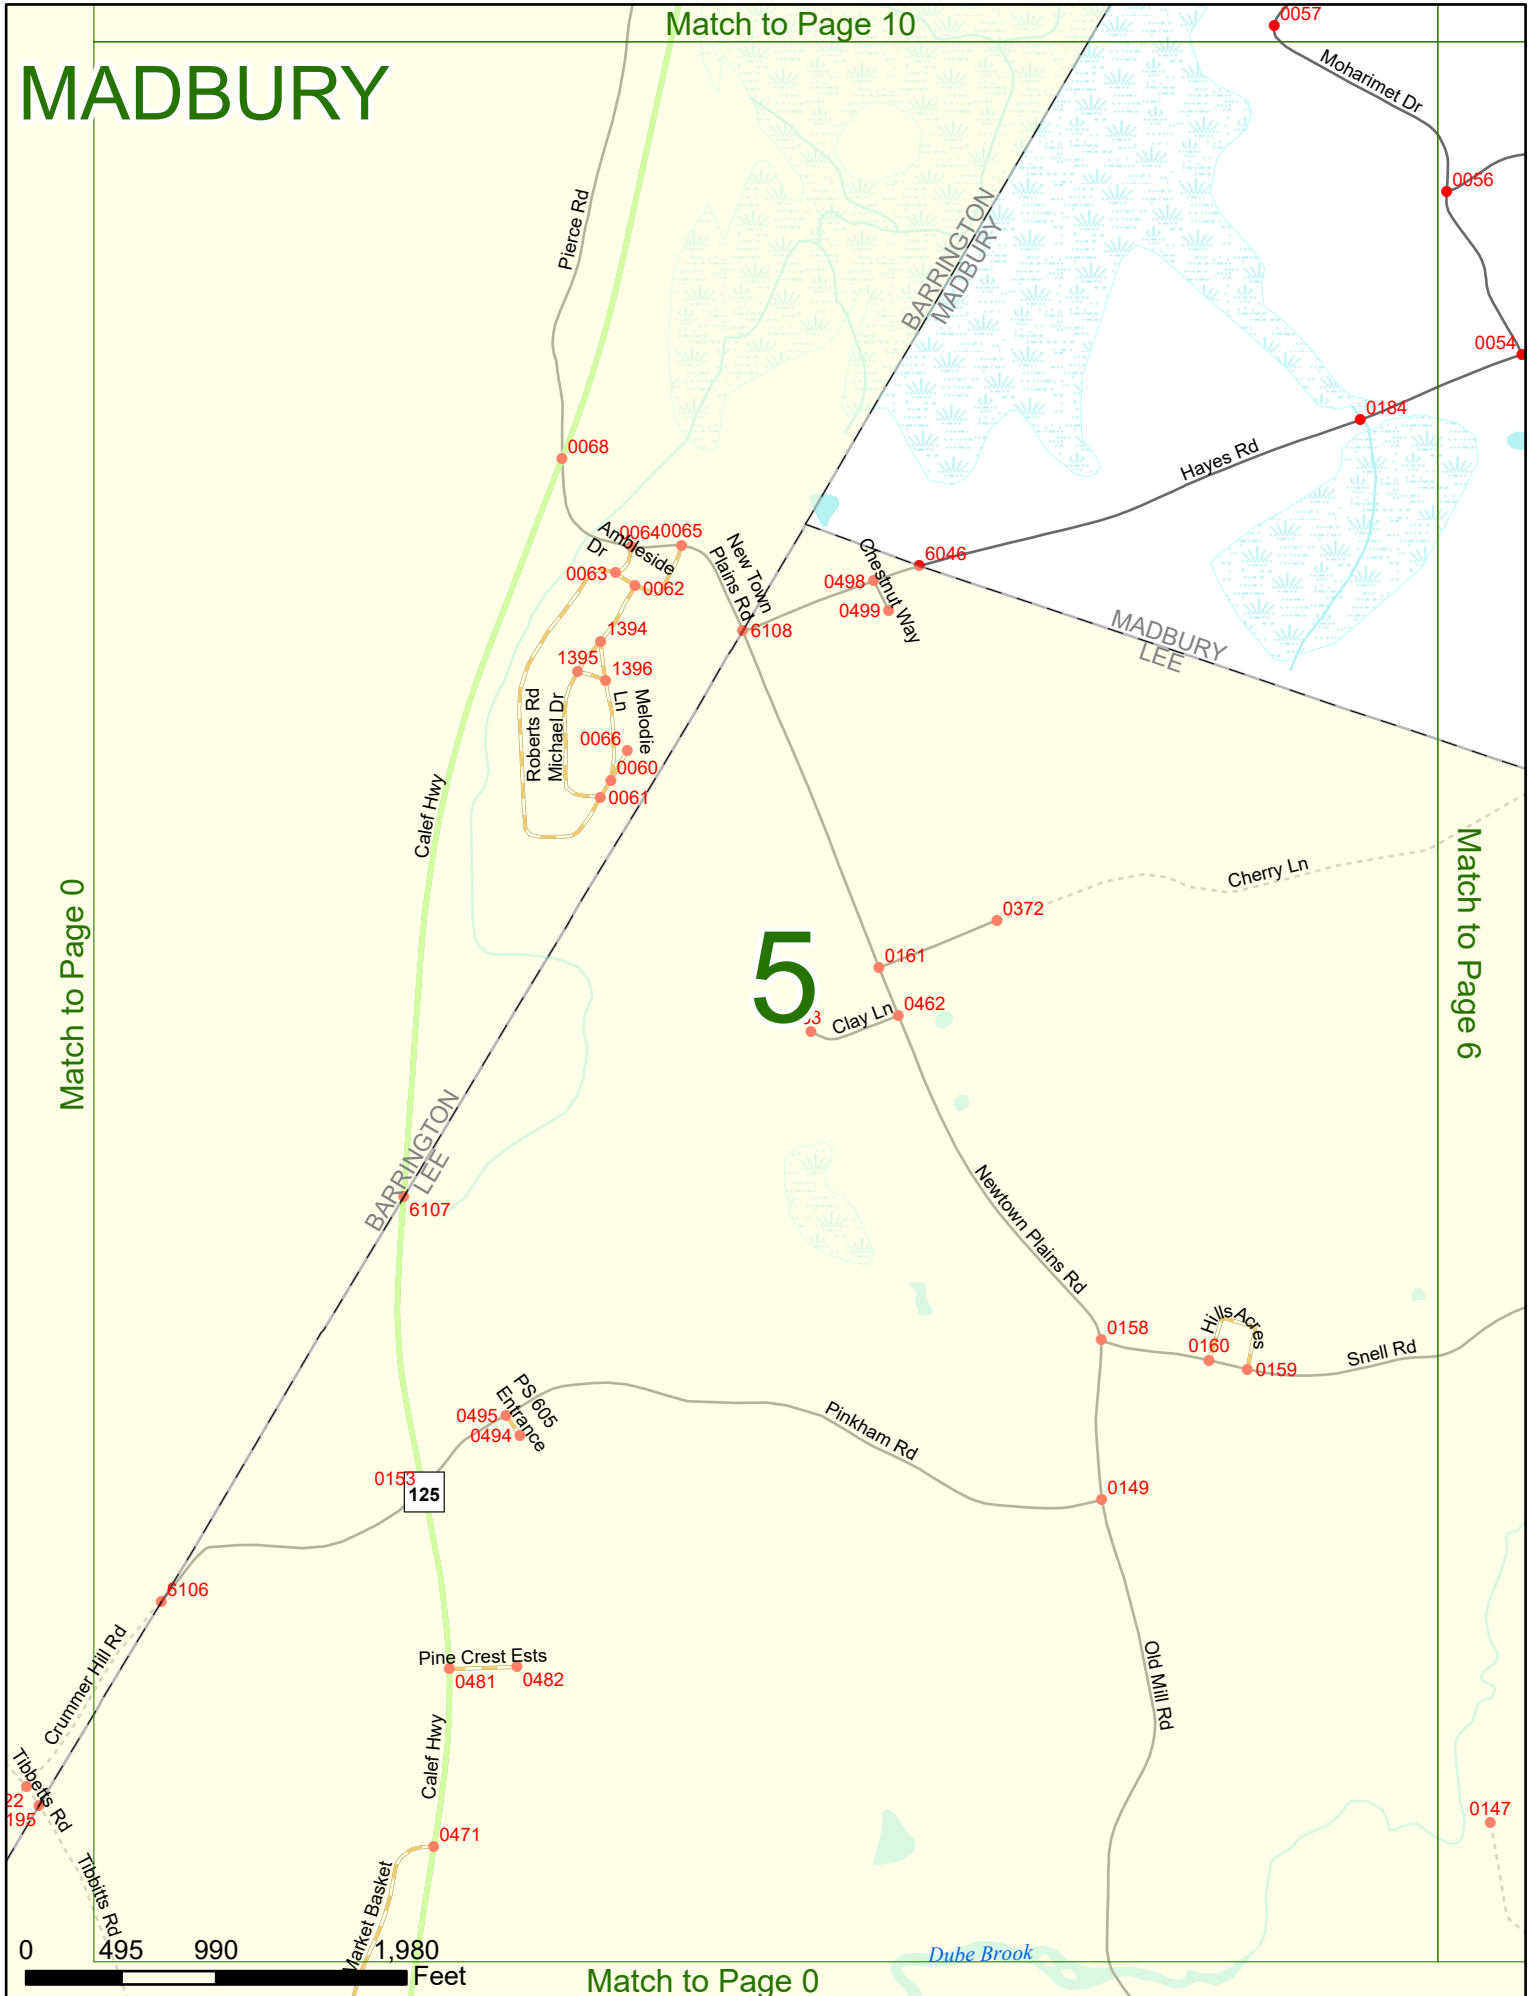 Match to Page 10
MADBURY
0057
Moharimet Dr
0056
Pierce Rd
BARRINGTON
MADBURY
0054
0184
Hayes Rd
0068
0064
0065
Ambleside
Dr
New Town
Plains Rd
Chestnut Way
6046
0063
0062
0498
0499
6108
MADBURY
LEE
1394
1395
1396
Ln
Melodie
Roberts Rd
Michael Dr
0066
0060
0061
Calef Hwy
Match to Page 0
Match to Page 6
Cherry Ln
0372
0161
5
0462
63
Clay Ln
BARRINGTON
LEE
6107
Newtown Plains Rd
0158
Hills Acres
0160
0159
Snell Rd
PS 605
Entrance
0495
0494
Pinkham Rd
0153
125
0149
6106
Crummer Hill Rd
Pine Crest Ests
0481
0482
Old Mill Rd
Calef Hwy
Tibbetts Rd
22
195
0147
0471
Tibbitts Rd
Market Basket
0 495 990 1,980
Feet
Dube Brook
Match to Page 0